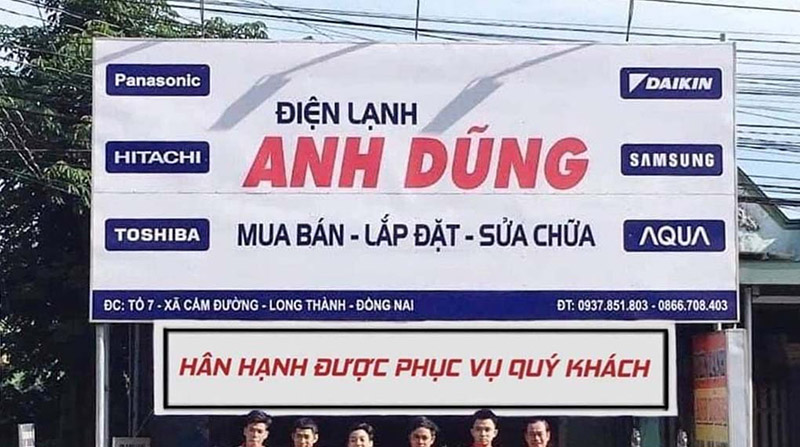 Panasonic
HITACHI
TOSHIBA
ĐIỆN LẠNH
ANH DŨNG
MUA BÁN - LẮP ĐẶT - SỬA CHỮA
DAIKIN
SAMSUNG
AQUA
ĐC: TỔ 7 - XÃ CẨM ĐƯỜNG - LONG THÀNH - ĐỒNG NAI
ĐT: 0937.851.803 - 0866.708.403
HÂN HẠNH ĐƯỢC PHỤC VỤ QUÝ KHÁCH